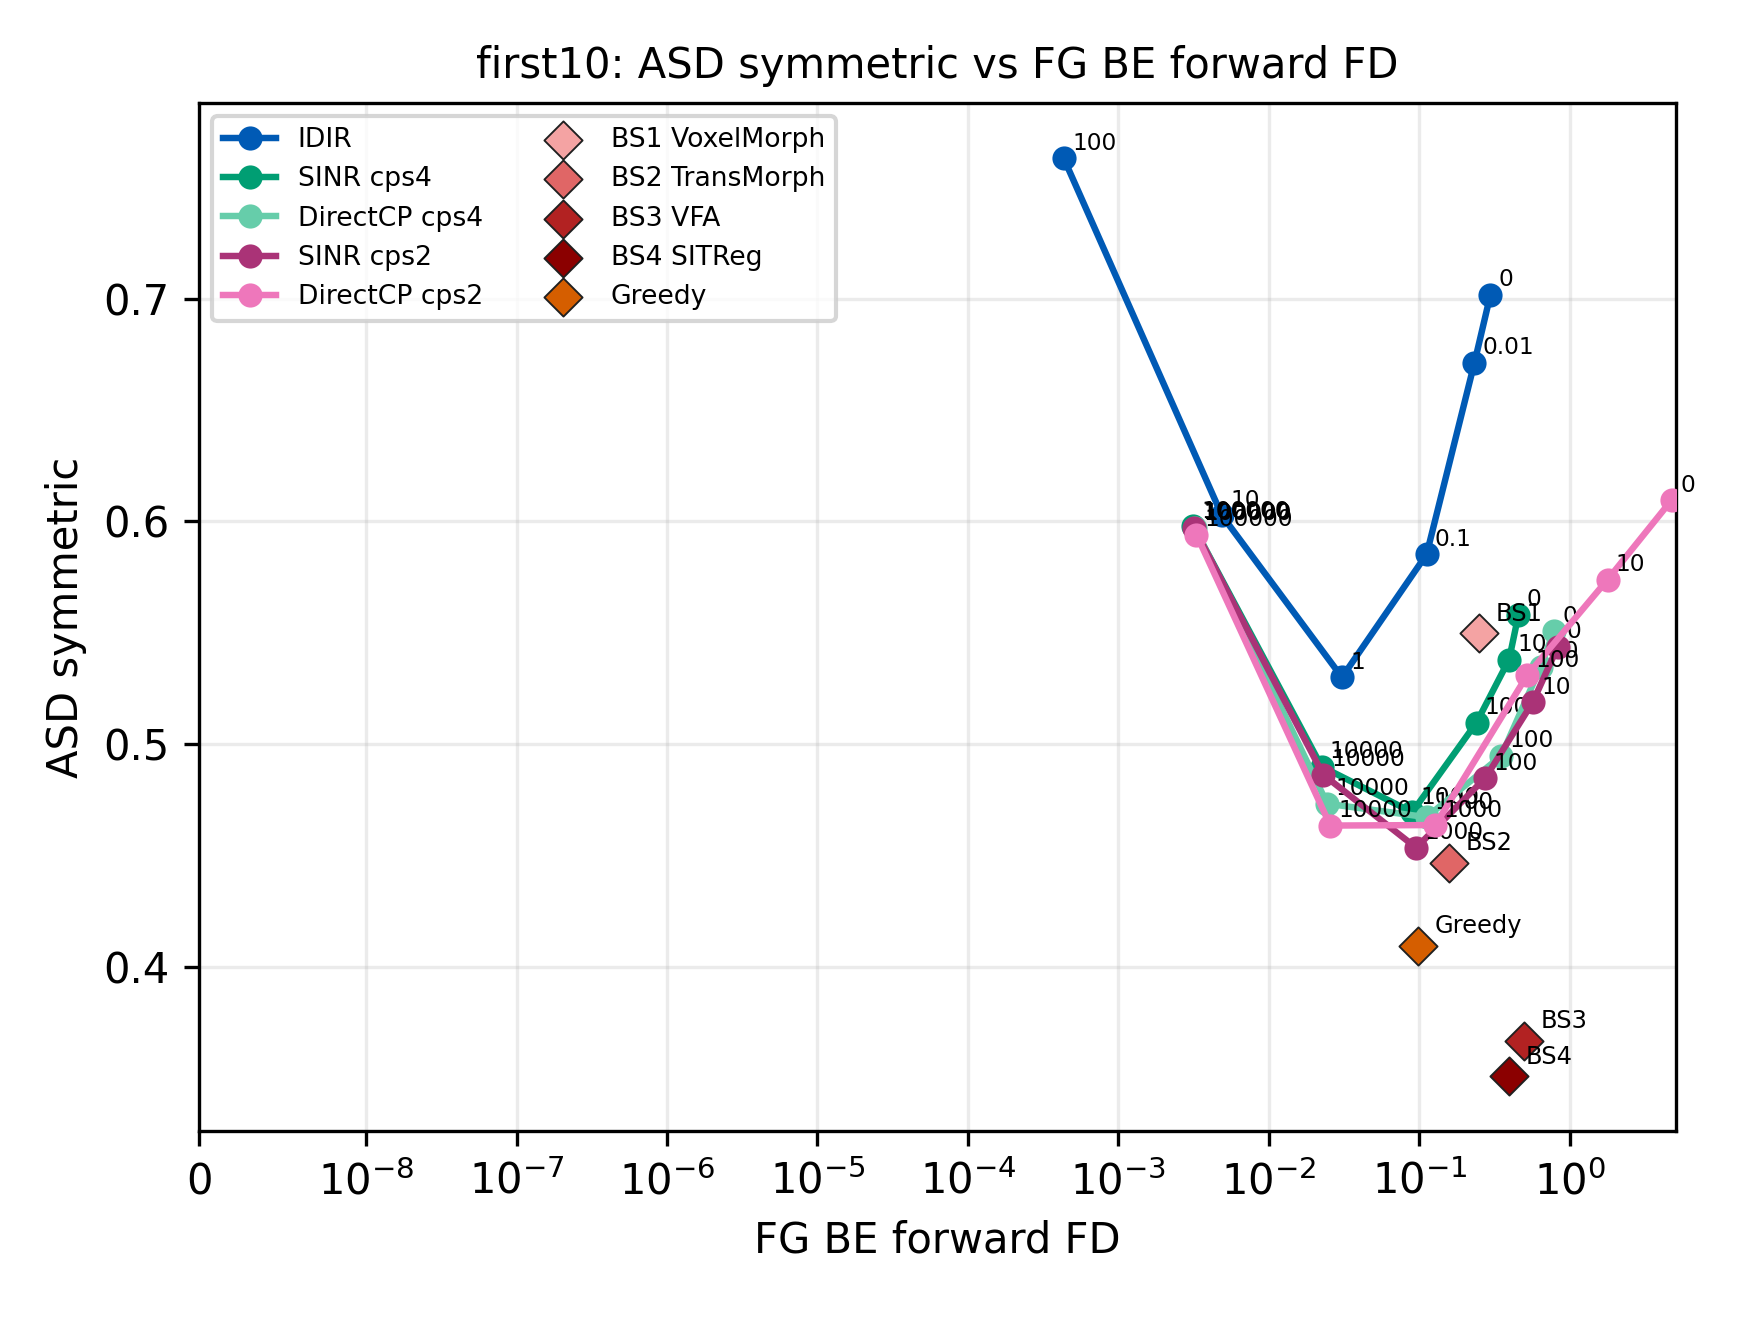 first10: ASD symmetric vs FG BE forward FD
IDIR
SINR cps4
DirectCP cps4
SINR cps2
DirectCP cps2
BS1 VoxelMorph
BS2 TransMorph
BS3 VFA
BS4 SITReg
Greedy
ASD symmetric
0.7
0.6
0.5
0.4
100
0
0.01
0
10
100000
0.1
10
0
BS1
0
0
1
100
10
100
10000
100
10000
100
10000
10000
1000
BS2
Greedy
BS3
BS4
0
10⁻⁸
10⁻⁷
10⁻⁶
10⁻⁵
10⁻⁴
10⁻³
10⁻²
10⁻¹
10⁰
FG BE forward FD